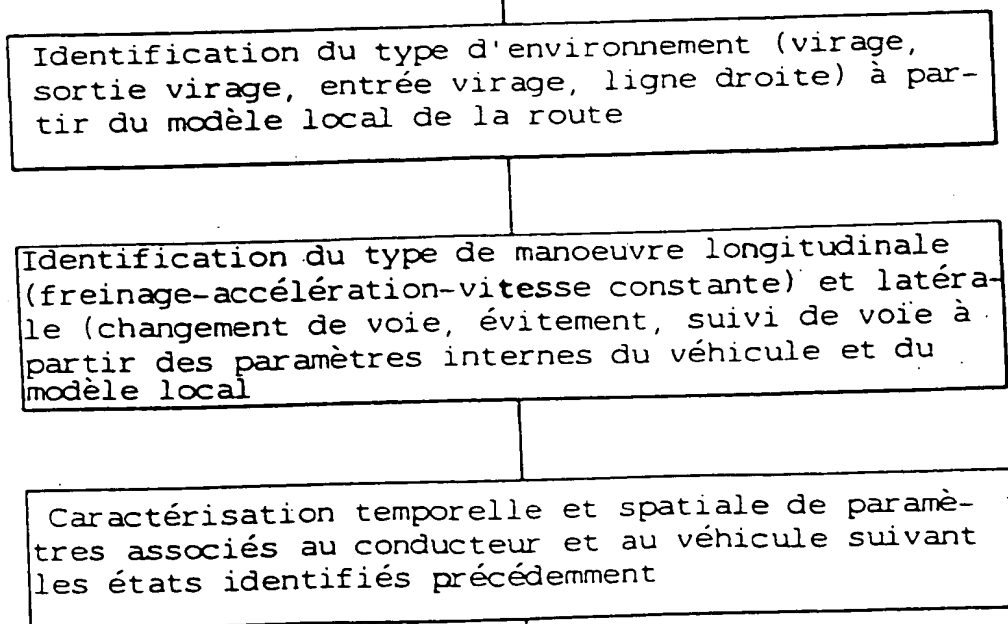 Identification du type d'environnement (virage,
sortie virage, entrée virage, ligne droite) à par-
tir du modèle local de la route
Identification du type de manoeuvre longitudinale
(freinage-accélération-vitesse constante) et latéra-
le (changement de voie, évitement, suivi de voie à
partir des paramètres internes du véhicule et du
modèle local
Caractérisation temporelle et spatiale de paramè-
tres associés au conducteur et au véhicule suivant
les états identifiés précédemment